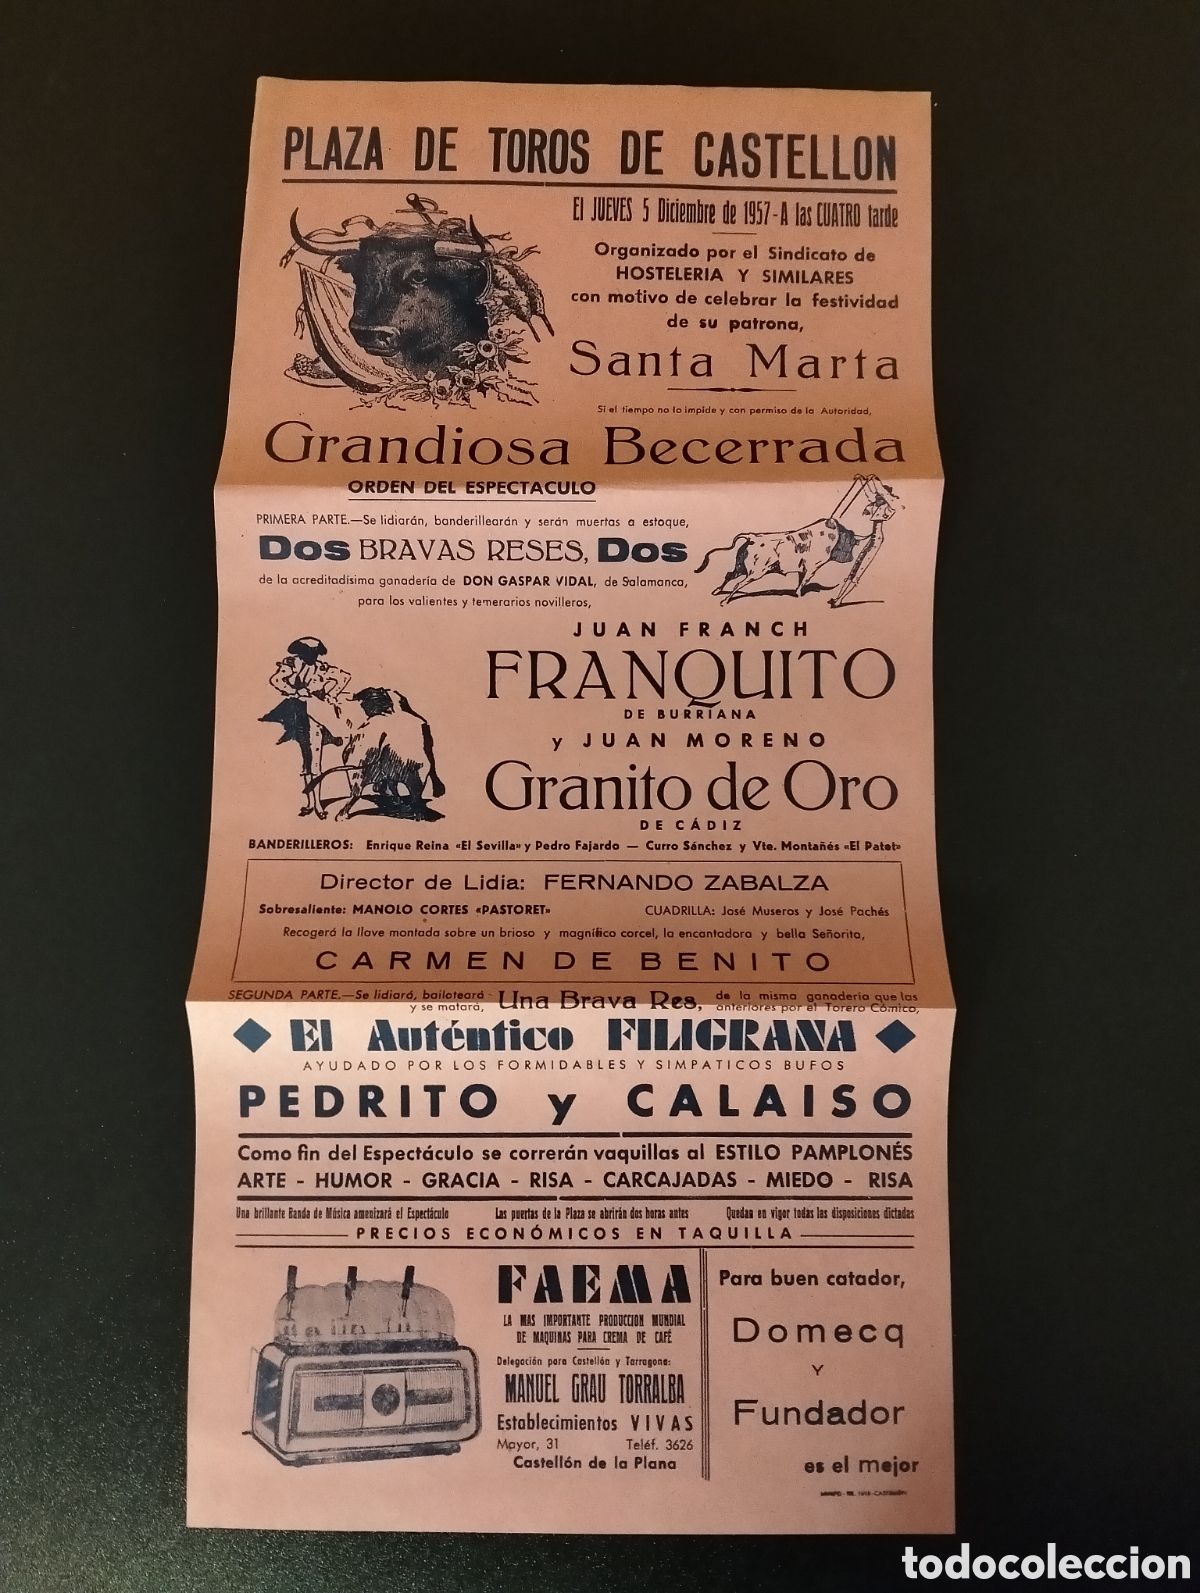 PLAZA DE TOROS DE CASTELLON
El JUEVES 5 Diciembre de 1957 - A las CUATRO tarde
Organizado por el Sindicato de
HOSTELERIA Y SIMILARES
con motivo de celebrar la festividad
de su patrona,
Santa Marta
Si el tiempo no lo impide y con permiso de la Autoridad,
Grandiosa Becerrada
ORDEN DEL ESPECTACULO
PRIMERA PARTE.—Se lidiarán, banderillearán y serán muertas a estoque,
Dos BRAVAS RESES, Dos
de la acreditadísima ganadería de DON GASPAR VIDAL, de Salamanca,
para los valientes y temerarios novilleros,
JUAN FRANCH
FRANQUITO
DE BURRIANA
y JUAN MORENO
Granito de Oro
DE CÁDIZ
BANDERILLEROS: Enrique Reina «El Sevilla» y Pedro Fajardo — Curro Sánchez y Vte. Montañés «El Patet»
Director de Lidia: FERNANDO ZABALZA
Sobresaliente: MANOLO CORTES «PASTORET» CUADRILLA: José Museros y José Pachés
Recogerá la llave montada sobre un brioso y magnífico corcel, la encantadora y bella Señorita,
CARMEN DE BENITO
SEGUNDA PARTE.—Se lidiará, bailoteará y se matará, Una Brava Res, de la misma ganadería que las anteriores por el Torero Cómico,
El Auténtico FILIGRANA
AYUDADO POR LOS FORMIDABLES Y SIMPATICOS BUFOS
PEDRITO y CALAISO
Como fin del Espectáculo se correrán vaquillas al ESTILO PAMPLONÉS
ARTE - HUMOR - GRACIA - RISA - CARCAJADAS - MIEDO - RISA
Una brillante Banda de Música amenizará el Espectáculo Las puertas de la Plaza se abrirán dos horas antes Quedan en vigor todas las disposiciones dictadas
PRECIOS ECONÓMICOS EN TAQUILLA
FAEMA
LA MAS IMPORTANTE PRODUCCION MUNDIAL
DE MAQUINAS PARA CREMA DE CAFÉ
Delegación para Castellón y Tarragona:
MANUEL GRAU TORRALBA
Establecimientos VIVAS
Mayor, 31 Teléf. 3626
Castellón de la Plana
Para buen catador,
Domecq
Y
Fundador
es el mejor
todocoleccion